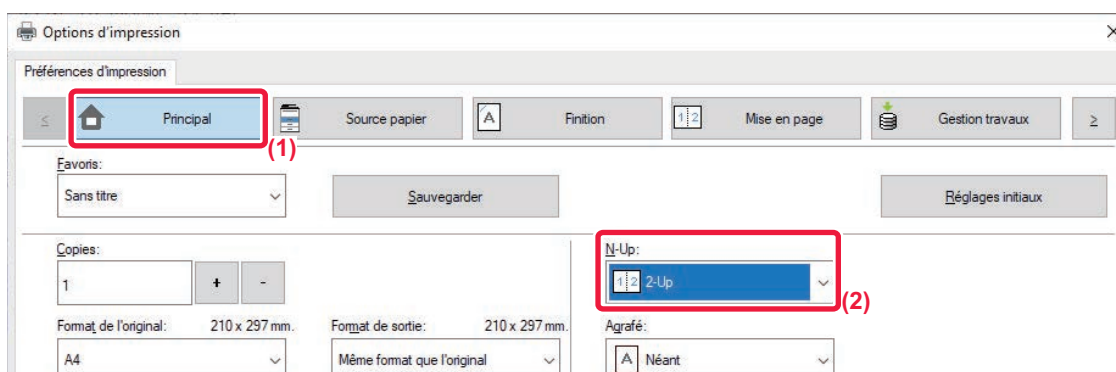 Options d'impression
Préférences d'impression
Principal Source papier Finition Mise en page Gestion travaux
(1)
Favoris:
Sans titre Sauvegarder Réglages initiaux
Copies: N-Up:
1 + - 2-Up
(2)
Format de l'original: 210 x 297 mm. Format de sortie: 210 x 297 mm. Agrafé:
A4 Même format que l'original Néant